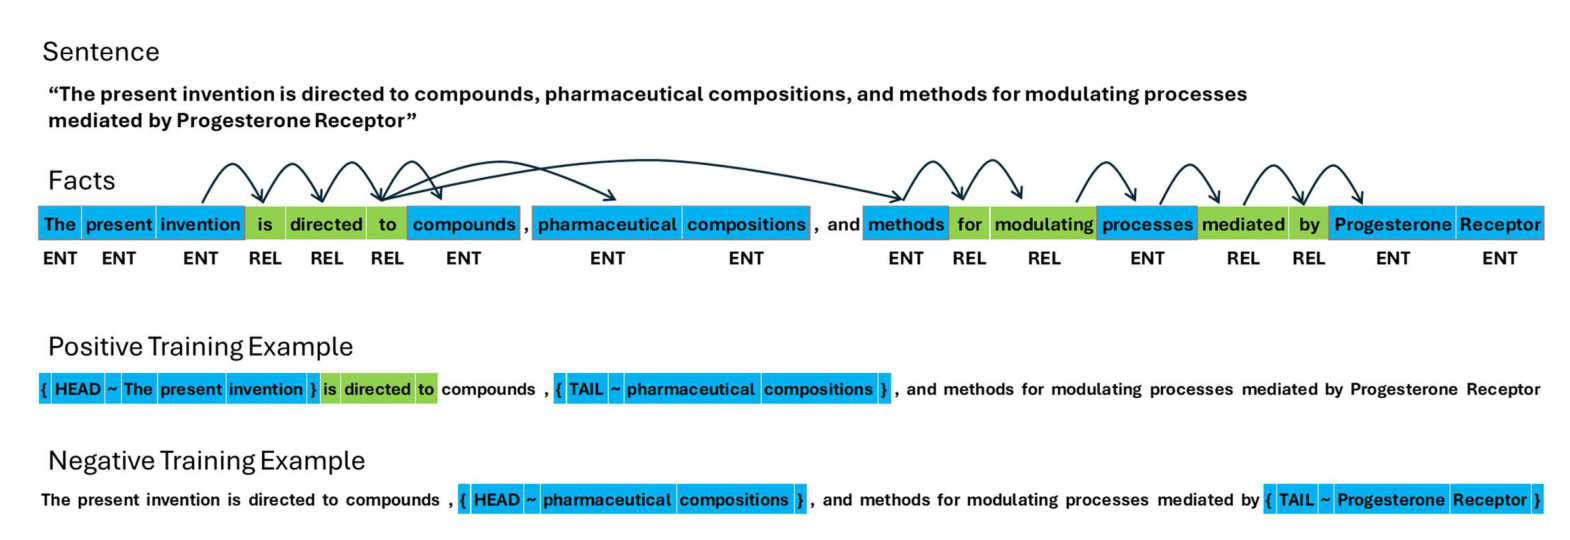 Sentence
“The present invention is directed to compounds, pharmaceutical compositions, and methods for modulating processes
mediated by Progesterone Receptor”
Facts
The present invention is directed to compounds , pharmaceutical compositions , and methods for modulating processes mediated by Progesterone Receptor
ENT ENT ENT REL REL REL ENT ENT ENT ENT REL REL ENT REL REL ENT ENT
Positive Training Example
{ HEAD ~ The present invention } is directed to compounds , { TAIL ~ pharmaceutical compositions } , and methods for modulating processes mediated by Progesterone Receptor
Negative Training Example
The present invention is directed to compounds , { HEAD ~ pharmaceutical compositions } , and methods for modulating processes mediated by { TAIL ~ Progesterone Receptor }